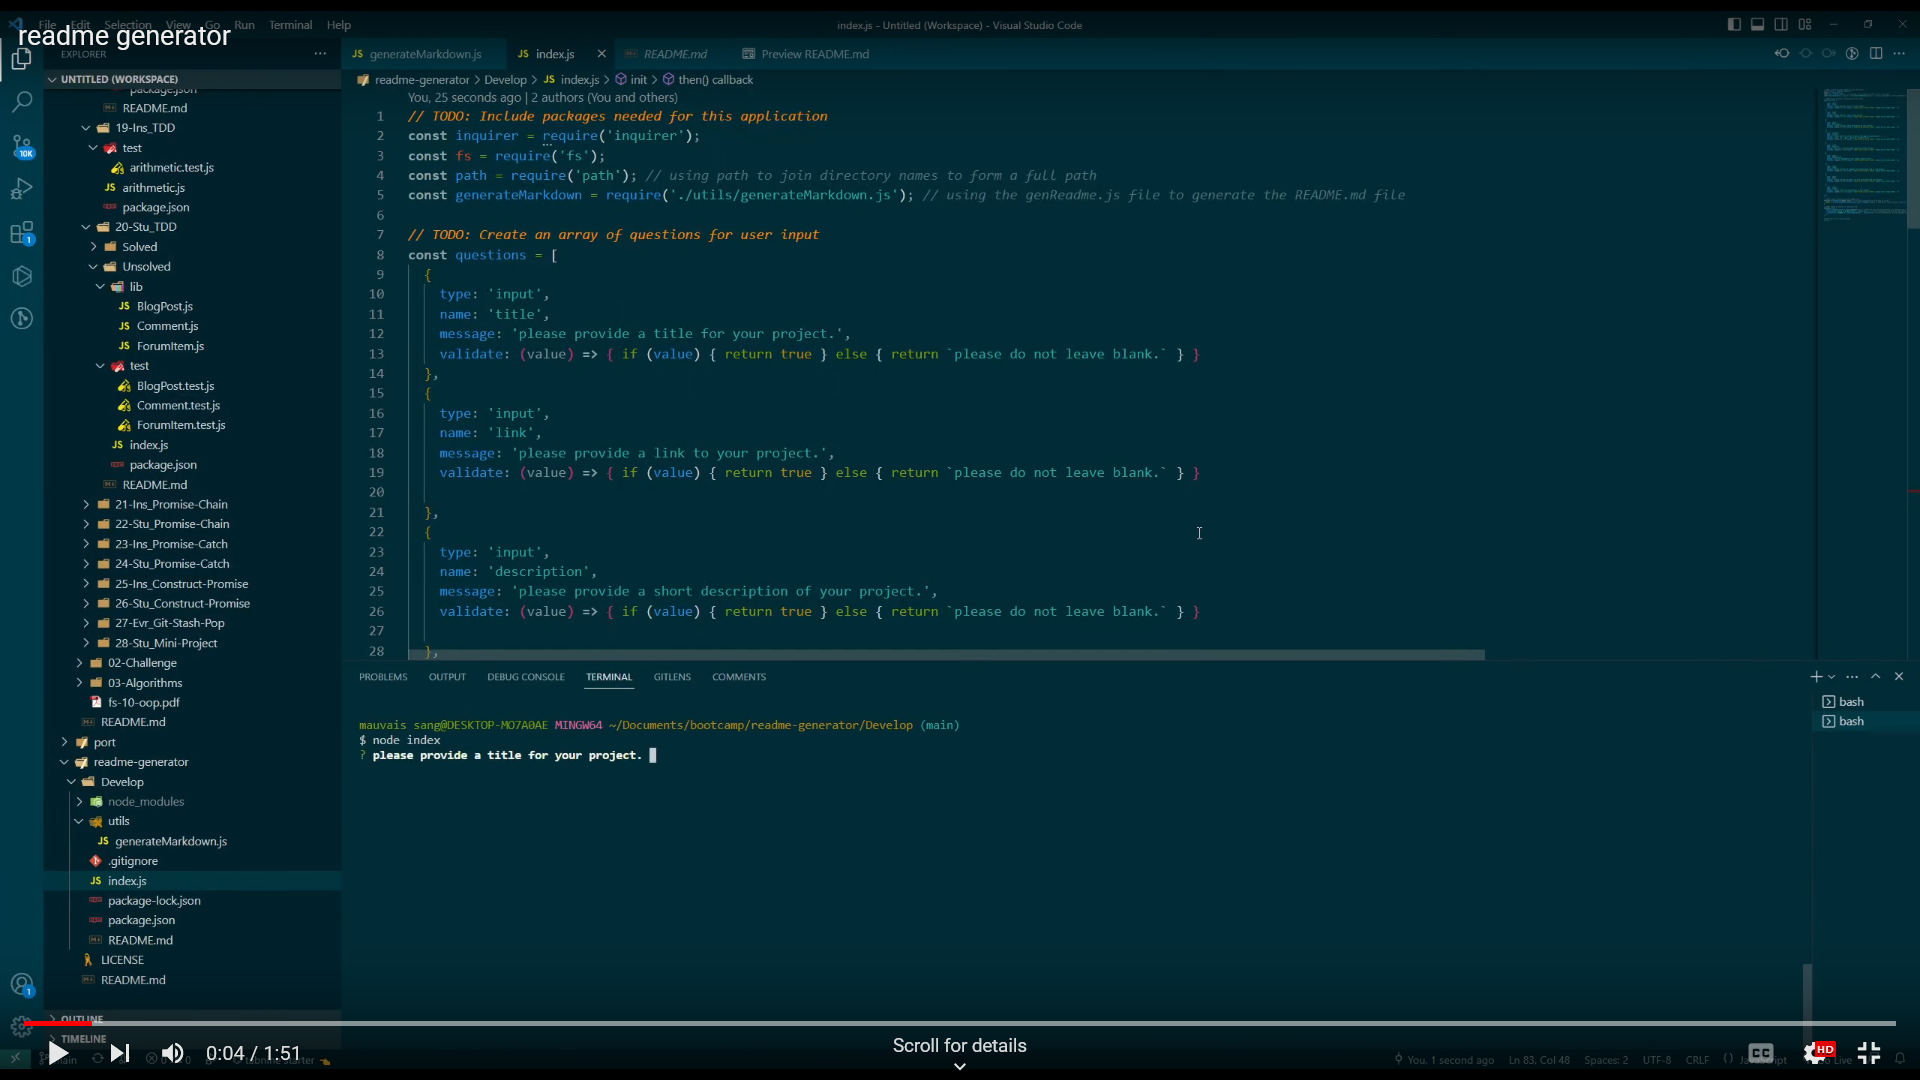 readme generator
File Edit Selection View Go Run Terminal Help
index.js - Untitled (Workspace) - Visual Studio Code
EXPLORER
UNTITLED (WORKSPACE)
package.json
README.md
19-Ins_TDD
test
arithmetic.test.js
arithmetic.js
package.json
20-Stu_TDD
Solved
Unsolved
lib
BlogPost.js
Comment.js
ForumItem.js
test
BlogPost.test.js
Comment.test.js
ForumItem.test.js
index.js
package.json
README.md
21-Ins_Promise-Chain
22-Stu_Promise-Chain
23-Ins_Promise-Catch
24-Stu_Promise-Catch
25-Ins_Construct-Promise
26-Stu_Construct-Promise
27-Evr_Git-Stash-Pop
28-Stu_Mini-Project
02-Challenge
03-Algorithms
fs-10-oop.pdf
README.md
port
readme-generator
Develop
node_modules
utils
generateMarkdown.js
.gitignore
index.js
package-lock.json
package.json
README.md
LICENSE
README.md
OUTLINE
TIMELINE
10K
1
1
generateMarkdown.js index.js README.md Preview README.md
readme-generator > Develop > JS index.js > init > then() callback
You, 25 seconds ago | 2 authors (You and others)
1 // TODO: Include packages needed for this application
2 const inquirer = require('inquirer');
3 const fs = require('fs');
4 const path = require('path'); // using path to join directory names to form a full path
5 const generateMarkdown = require('./utils/generateMarkdown.js'); // using the genReadme.js file to generate the README.md file
6
7 // TODO: Create an array of questions for user input
8 const questions = [
9 {
10 type: 'input',
11 name: 'title',
12 message: 'please provide a title for your project.',
13 validate: (value) => { if (value) { return true } else { return `please do not leave blank.` } }
14 },
15 {
16 type: 'input',
17 name: 'link',
18 message: 'please provide a link to your project.',
19 validate: (value) => { if (value) { return true } else { return `please do not leave blank.` } }
20
21 },
22 {
23 type: 'input',
24 name: 'description',
25 message: 'please provide a short description of your project.',
26 validate: (value) => { if (value) { return true } else { return `please do not leave blank.` } }
27
28 },
PROBLEMS OUTPUT DEBUG CONSOLE TERMINAL GITLENS COMMENTS
bash
bash
mauvais sang@DESKTOP-MO7A0AE MINGW64 ~/Documents/bootcamp/readme-generator/Develop (main)
$ node index
? please provide a title for your project.
0:04 / 1:51
Scroll for details
CC
HD
You, 1 second ago Ln 83, Col 48 Spaces: 2 UTF-8 CRLF